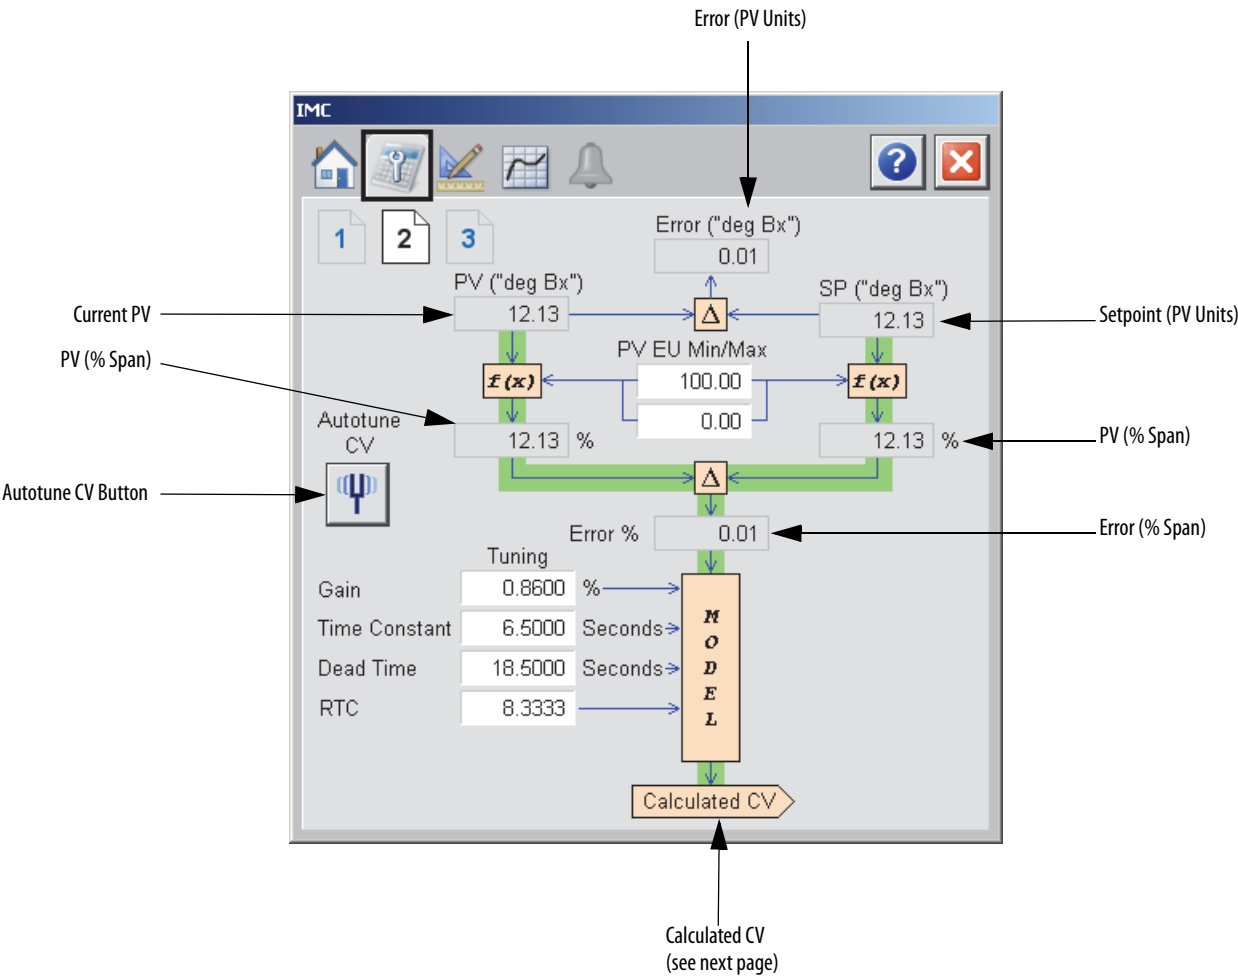 Error (PV Units)
IMC
1
2
3
Error ("deg Bx")
0.01
PV ("deg Bx")
SP ("deg Bx")
Current PV
12.13
Δ
12.13
Setpoint (PV Units)
PV (% Span)
PV EU Min/Max
f(x)
100.00
f(x)
0.00
Autotune
CV
12.13 %
12.13 %
PV (% Span)
Autotune CV Button
Δ
Error %
0.01
Error (% Span)
Tuning
Gain 0.8600 %
Time Constant 6.5000 Seconds
Dead Time 18.5000 Seconds
RTC 8.3333
MODEL
Calculated CV
Calculated CV
(see next page)